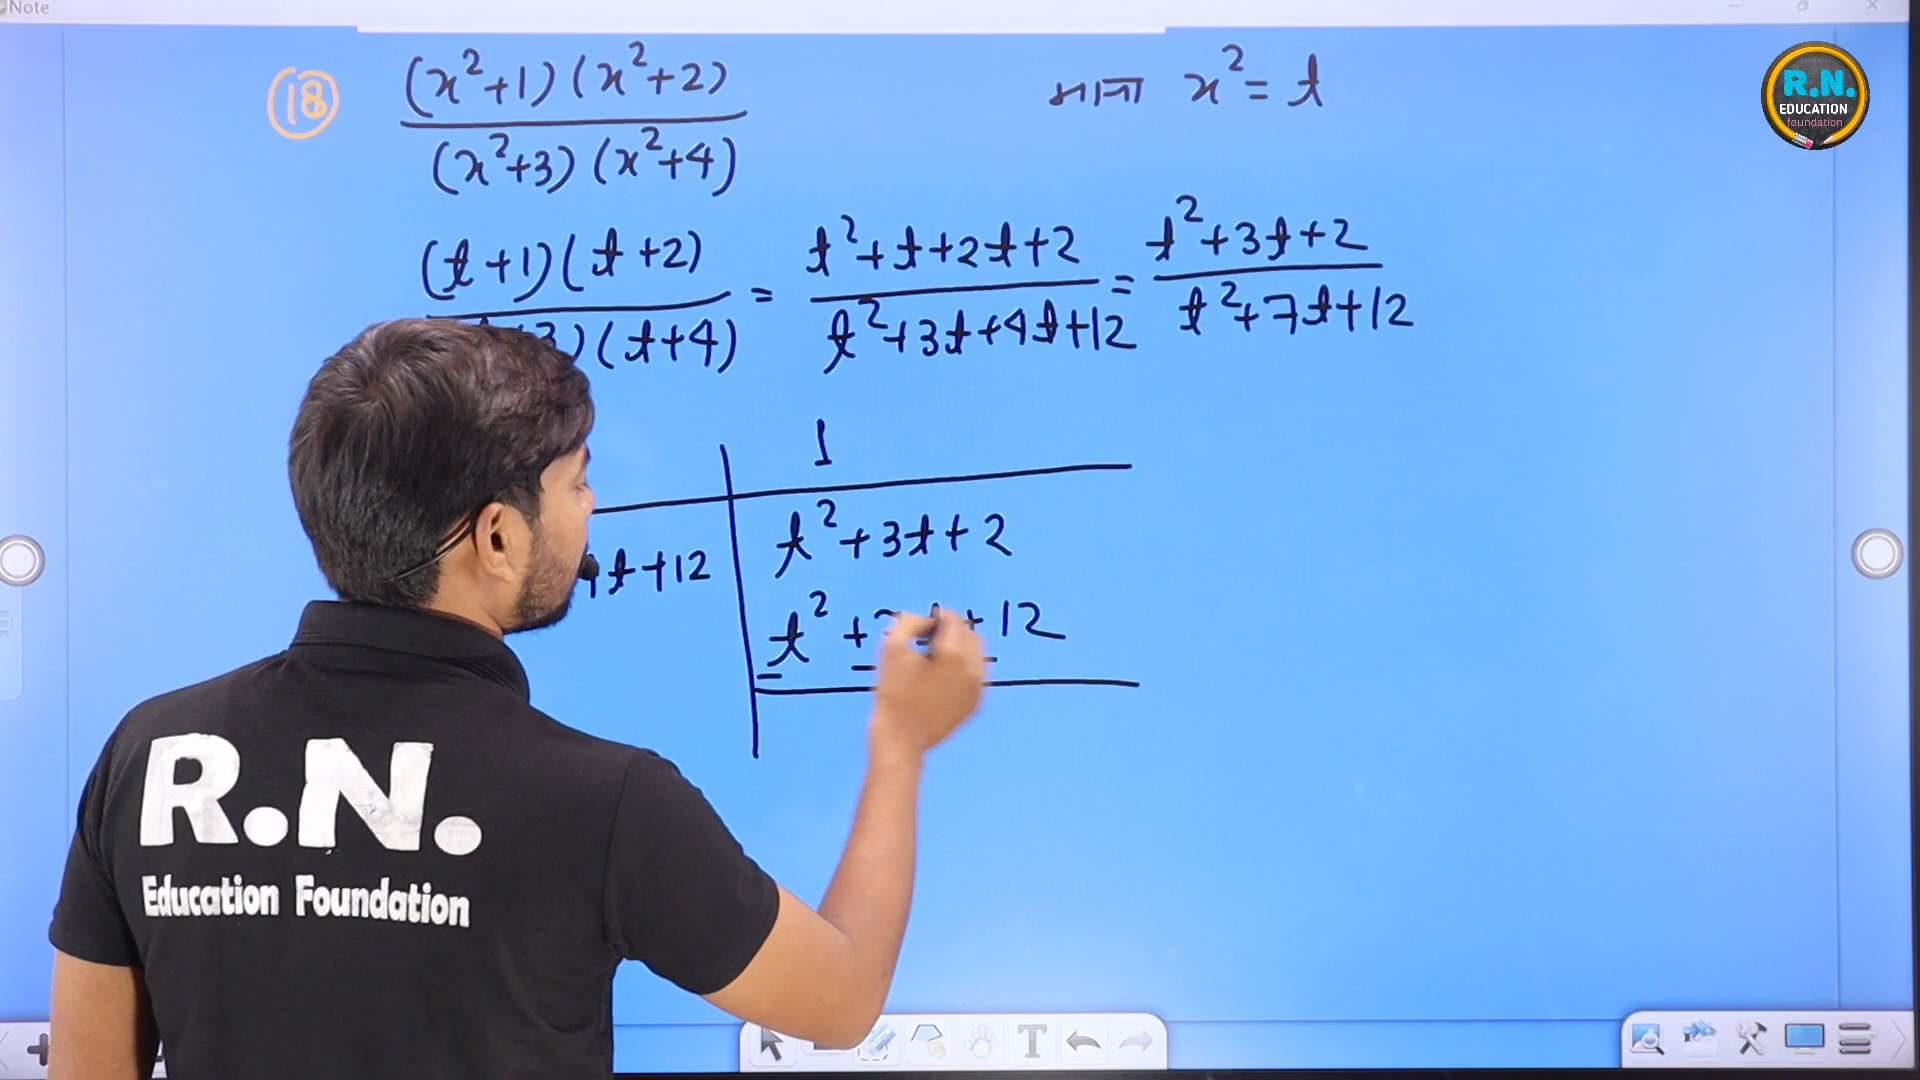 Note
(18) (x²+1)(x²+2) / (x²+3)(x²+4)
माना x² = t
R.N.
EDUCATION
foundation
(t+1)(t+2) / 3)(t+4) = t²+t+2t+2 / t²+3t+4t+12 = t²+3t+2 / t²+7t+12
1
t²+3t+2
t+12
t² + +12
R.N.
Education Foundation
T